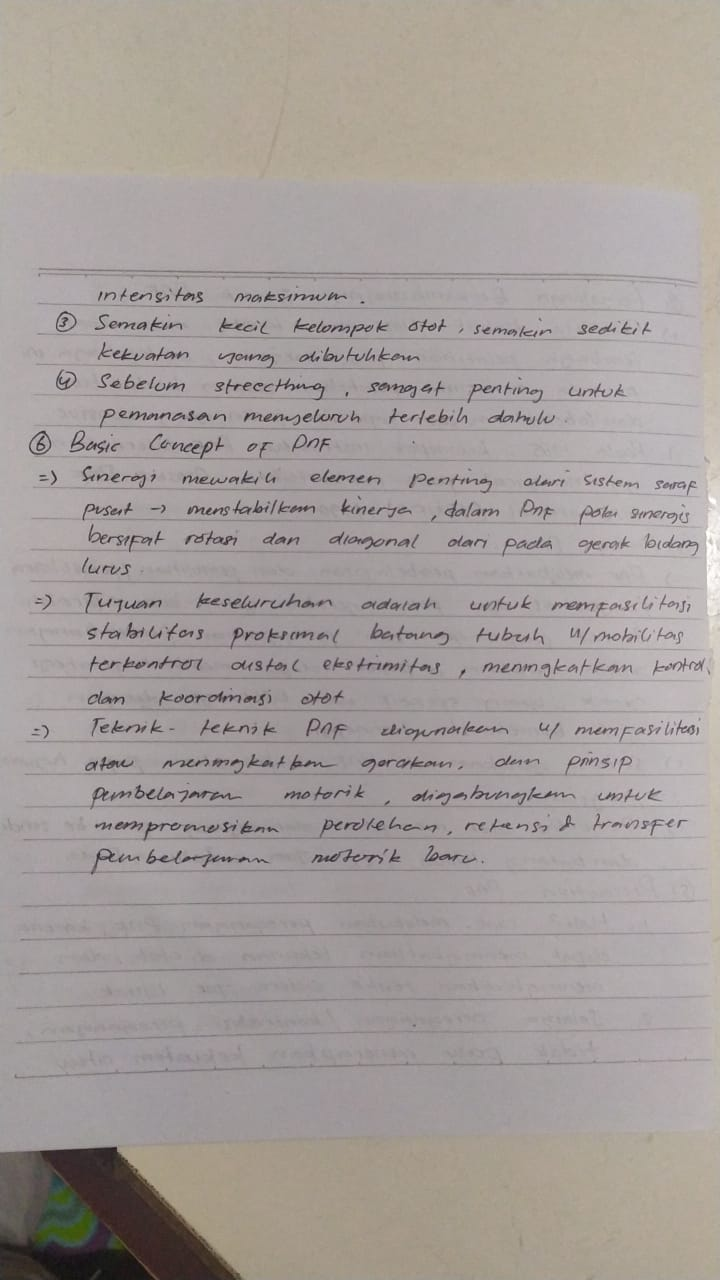 intensitas maksimum.
③ Semakin kecil kelompok otot, semakin sedikit
kekuatan yang dibutuhkan
④ Sebelum streecthing, sangat penting untuk
pemanasan menyeluruh terlebih dahulu.
⑥ Basic Concept of PNF
=) Sinergi mewakili elemen penting dari sistem saraf
pusat -> menstabilkan kinerja, dalam PNF pola sinergis
bersifat rotasi dan diagonal dari pada gerak bidang
lurus.
=) Tujuan keseluruhan adalah untuk memfasilitasi
stabilitas proksimal batang tubuh u/ mobilitas
terkontrol distal ekstrimitas, meningkatkan kontrol
dan koordinasi otot
=) Teknik-teknik PNF digunakan u/ memfasilitasi
atau meningkatkan gerakan, dan prinsip
pembelajaran motorik, digabungkan untuk
mempromosikan perolehan, retensi & transfer
pembelajaran motorik baru.